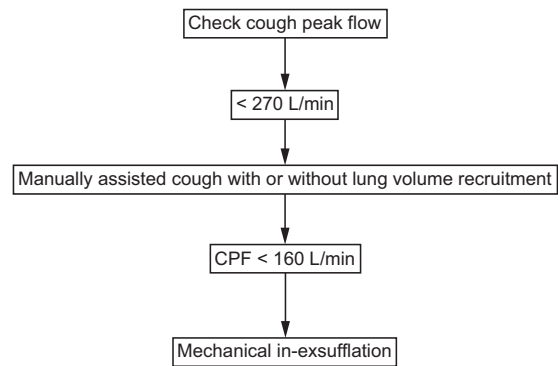 Check cough peak flow
< 270 L/min
Manually assisted cough with or without lung volume recruitment
CPF < 160 L/min
Mechanical in-exsufflation